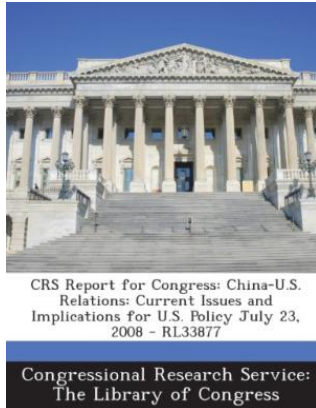 CRS Report for Congress: China-U.S.
Relations: Current Issues and
Implications for U.S. Policy July 23,
2008 - RL33877
Congressional Research Service:
The Library of Congress